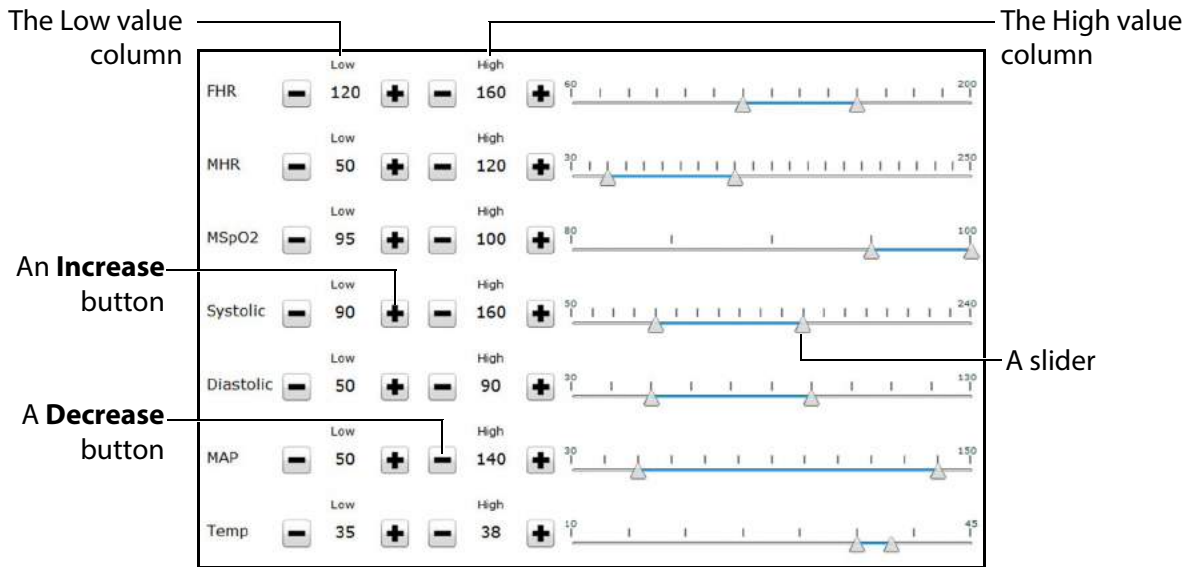 The Low value
column
The High value
column
Low High
FHR 120 160 60 200
Low High
MHR 50 120 30 250
Low High
MSpO2 95 100 80 100
An Increase
button
Low High
Systolic 90 160 50 240
A slider
Low High
Diastolic 50 90 30 130
A Decrease
button
Low High
MAP 50 140 30 150
Low High
Temp 35 38 10 45